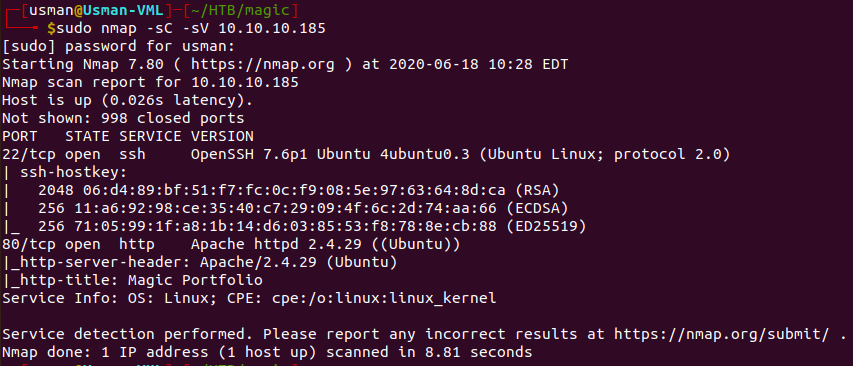 ┌─[usman@Usman-VML]─[~/HTB/magic]
└──╼ $sudo nmap -sC -sV 10.10.10.185
[sudo] password for usman:
Starting Nmap 7.80 ( https://nmap.org ) at 2020-06-18 10:28 EDT
Nmap scan report for 10.10.10.185
Host is up (0.026s latency).
Not shown: 998 closed ports
PORT   STATE SERVICE VERSION
22/tcp open  ssh     OpenSSH 7.6p1 Ubuntu 4ubuntu0.3 (Ubuntu Linux; protocol 2.0)
| ssh-hostkey:
|   2048 06:d4:89:bf:51:f7:fc:0c:f9:08:5e:97:63:64:8d:ca (RSA)
|   256 11:a6:92:98:ce:35:40:c7:29:09:4f:6c:2d:74:aa:66 (ECDSA)
|_  256 71:05:99:1f:a8:1b:14:d6:03:85:53:f8:78:8e:cb:88 (ED25519)
80/tcp open  http    Apache httpd 2.4.29 ((Ubuntu))
|_http-server-header: Apache/2.4.29 (Ubuntu)
|_http-title: Magic Portfolio
Service Info: OS: Linux; CPE: cpe:/o:linux:linux_kernel
Service detection performed. Please report any incorrect results at https://nmap.org/submit/ .
Nmap done: 1 IP address (1 host up) scanned in 8.81 seconds